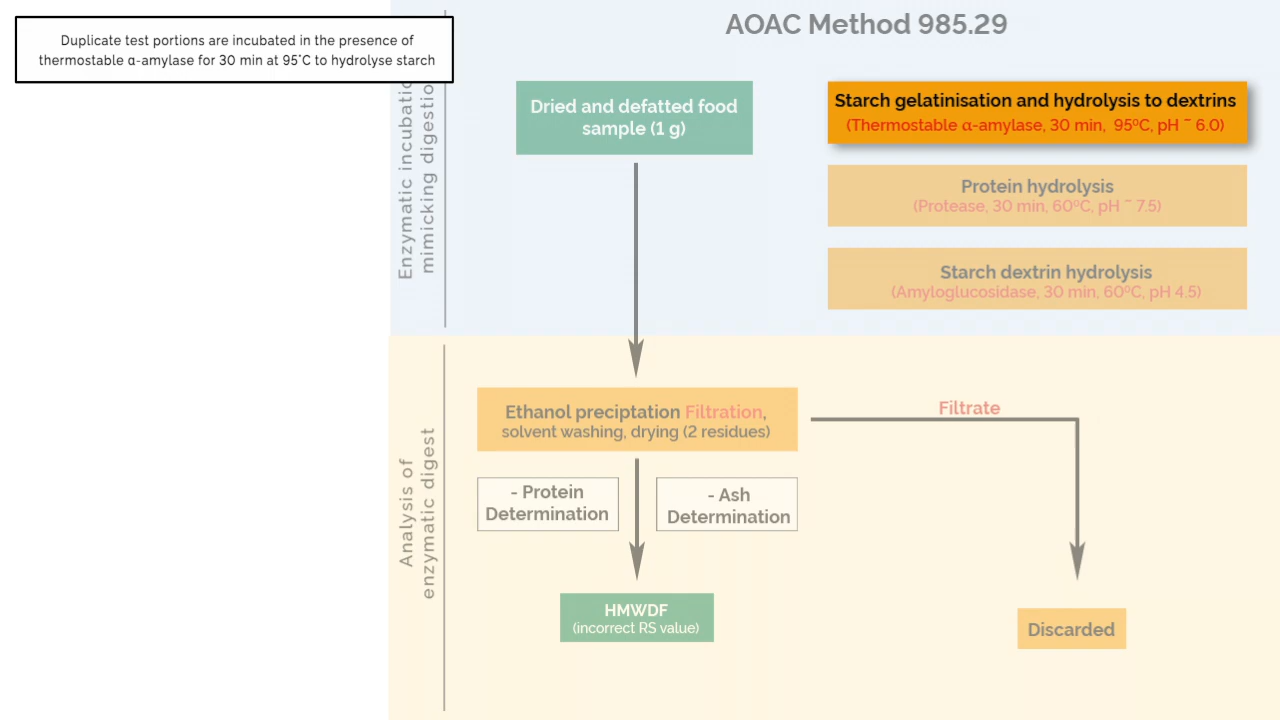 AOAC Method 985.29
Duplicate test portions are incubated in the presence of
thermostable α-amylase for 30 min at 95°C to hydrolyse starch
Enzymatic incubatio
mimicking digestion
Dried and defatted food
sample (1 g)
Starch gelatinisation and hydrolysis to dextrins
(Thermostable α-amylase, 30 min, 95ºC, pH ~ 6.0)
Protein hydrolysis
(Protease, 30 min, 60ºC, pH ~ 7.5)
Starch dextrin hydrolysis
(Amyloglucosidase, 30 min, 60ºC, pH 4.5)
Analysis of
enzymatic digest
Ethanol preciptation Filtration,
solvent washing, drying (2 residues)
Filtrate
- Protein
Determination
- Ash
Determination
HMWDF
(incorrect RS value)
Discarded